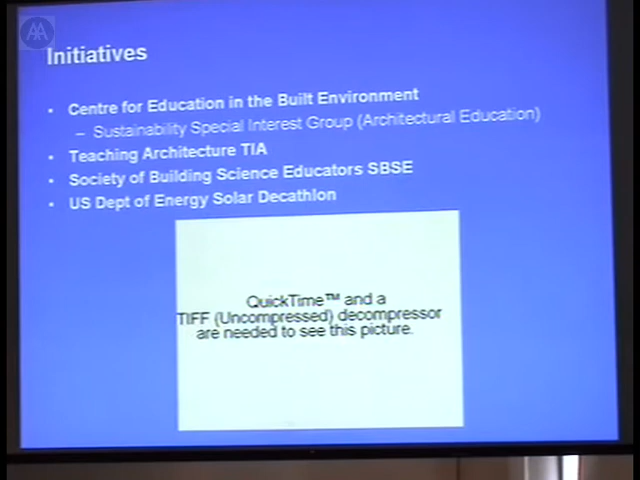 AA
Initiatives
• Centre for Education in the Built Environment
– Sustainability Special Interest Group (Architectural Education)
• Teaching Architecture TIA
• Society of Building Science Educators SBSE
• US Dept of Energy Solar Decathlon
QuickTime™ and a
TIFF (Uncompressed) decompressor
are needed to see this picture.